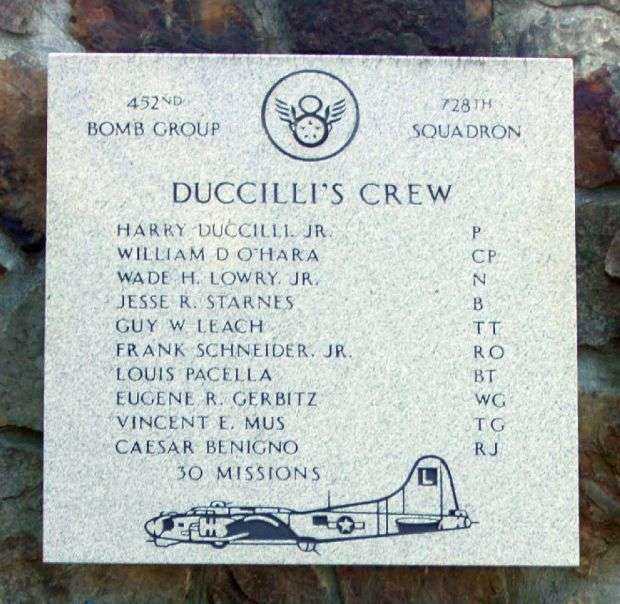 452ND
BOMB GROUP
8
728TH
SQUADRON
DUCCILLI'S CREW
HARRY DUCCILLI, JR. P
WILLIAM D O'HARA CP
WADE H. LOWRY, JR. N
JESSE R. STARNES B
GUY W LEACH TT
FRANK SCHNEIDER, JR. RO
LOUIS PACELLA BT
EUGENE R. GERBITZ WG
VINCENT E. MUS TG
CAESAR BENIGNO RJ
30 MISSIONS
L